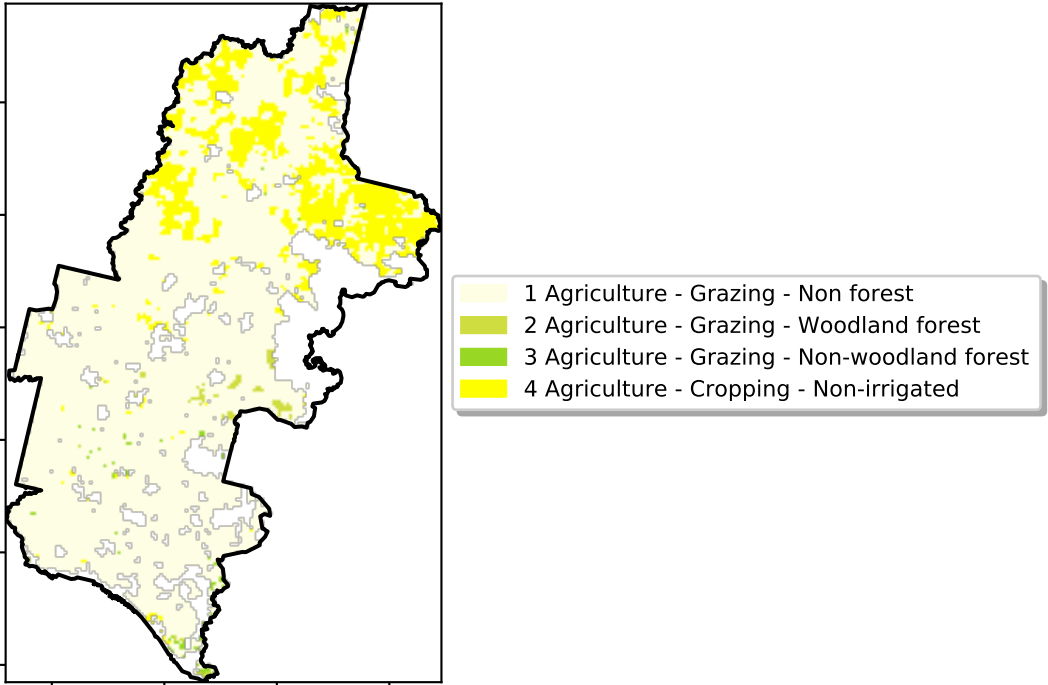 1 Agriculture - Grazing - Non forest
2 Agriculture - Grazing - Woodland forest
3 Agriculture - Grazing - Non-woodland forest
4 Agriculture - Cropping - Non-irrigated